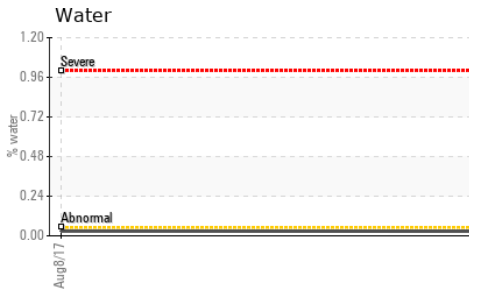 Water
1.20
Severe
0.96
0.72
% water
0.48
0.24
Abnormal
0.00
Aug8/17